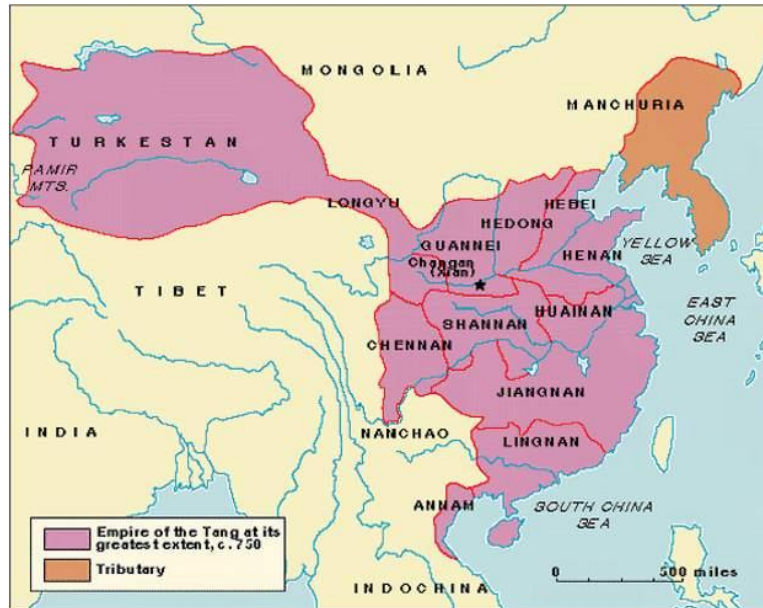 MONGOLIA
MANCHURIA
TURKESTAN
PAMIR
MTS.
LONGYU
HEBEI
HEDONG
GUANNEI
HENAN
YELLOW
SEA
Changan
(Xian)
TIBET
EAST
CHINA
SEA
HUAINAN
SHANNAN
CHENNAN
JIANGNAN
INDIA
NANCHAO
LINGNAN
ANNAM
SOUTH CHINA
SEA
Empire of the Tang at its
greatest extent, c.750
Tributary
0 500 miles
INDOCHINA